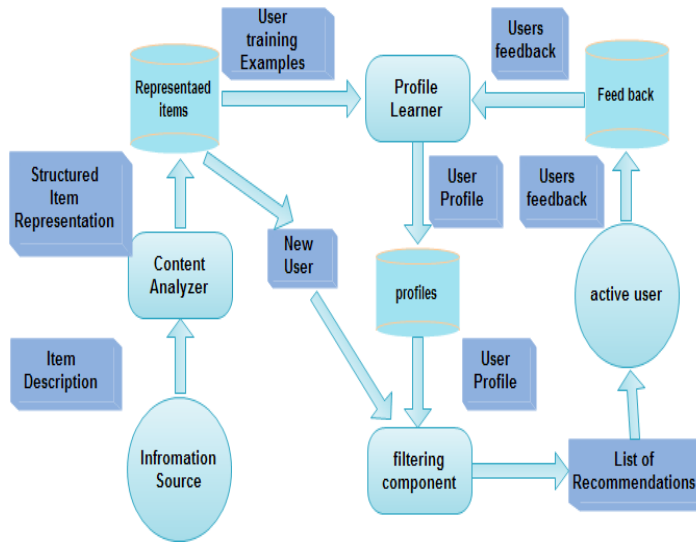 User
training
Examples
Users
feedback
Representaed
items
Profile
Learner
Feed back
Structured
Item
Representation
User
Profile
Users
feedback
New
User
Content
Analyzer
profiles
active user
Item
Description
User
Profile
Infromation
Source
filtering
component
List of
Recommendations